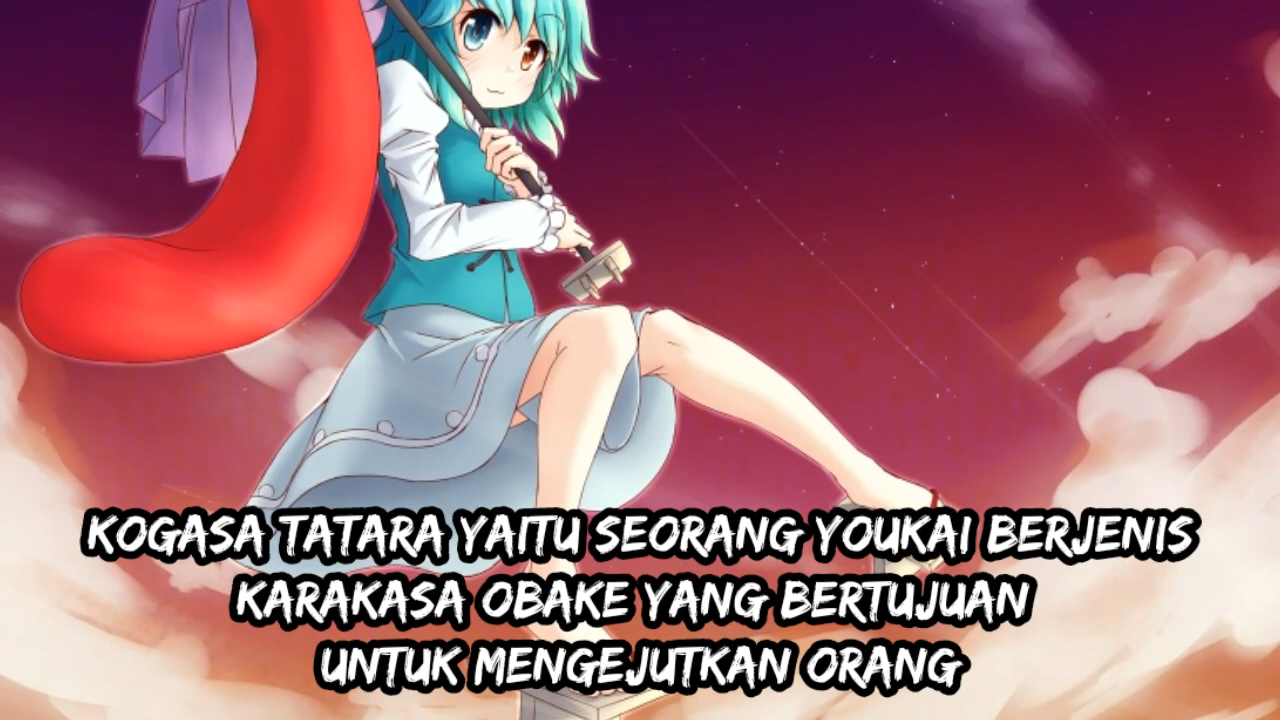 KOGASA TATARA YAITU SEORANG YOUKAI BERJENIS
KARAKASA OBAKE YANG BERTUJUAN
UNTUK MENGEJUTKAN ORANG